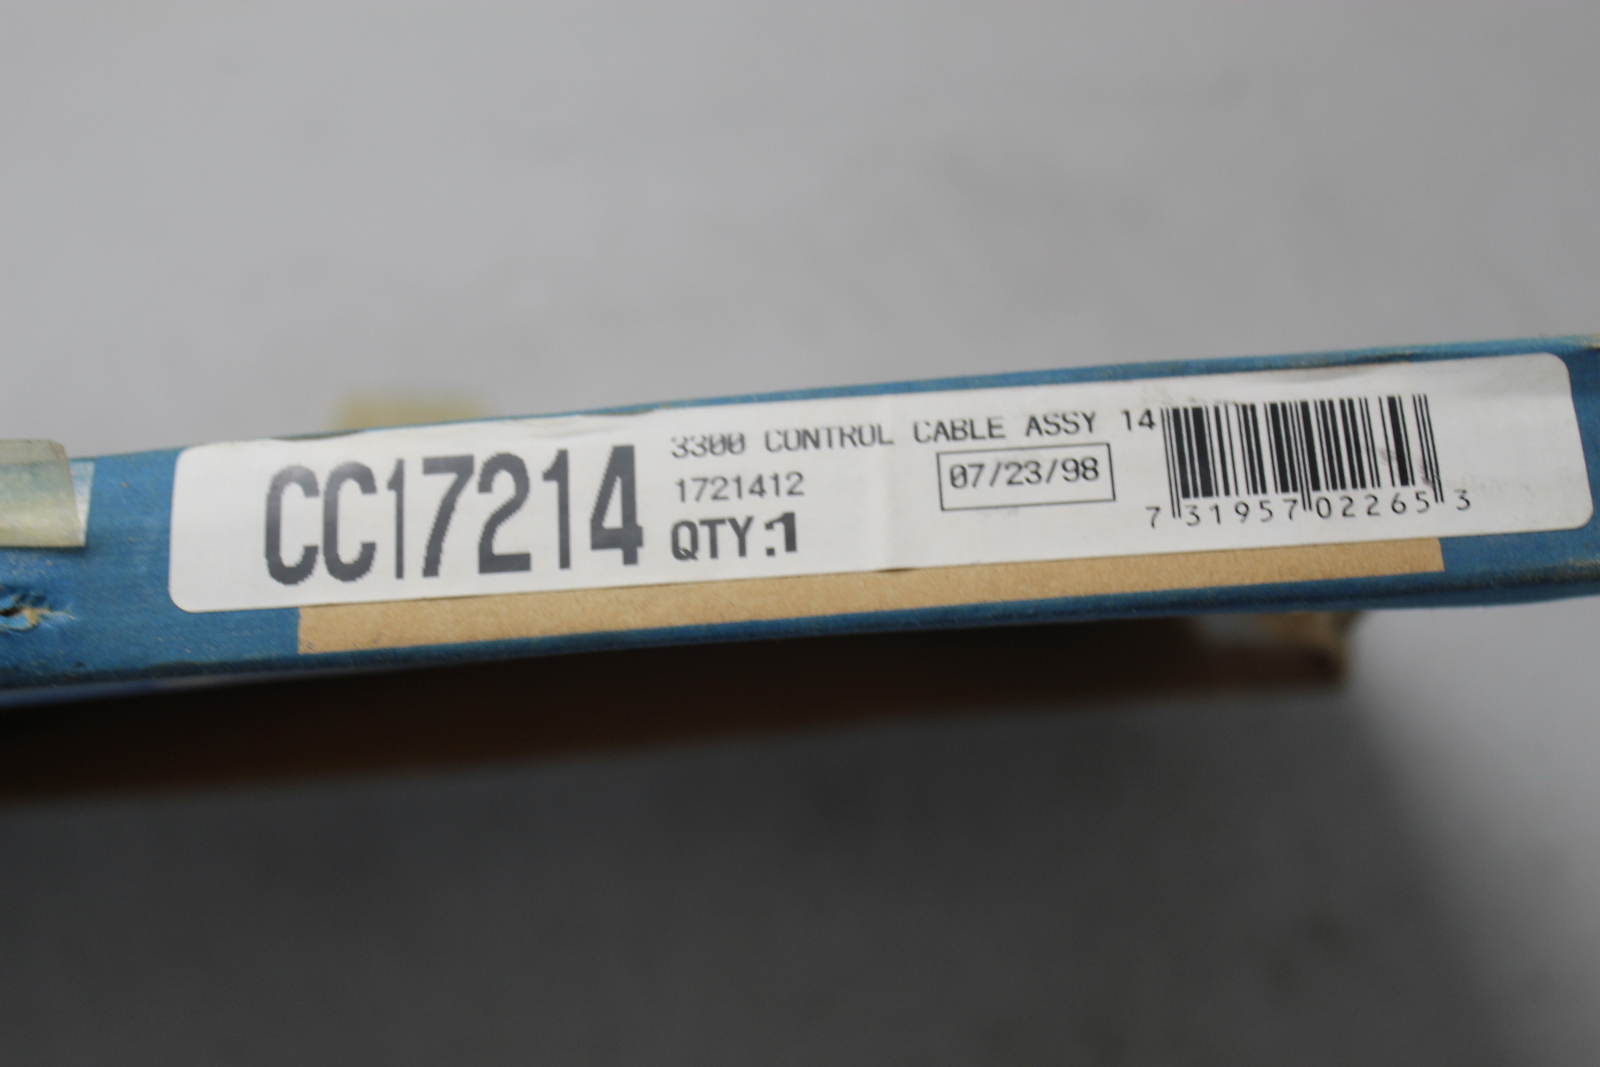 CC17214
3300 CONTROL CABLE ASSY 14
1721412
07/23/98
QTY:1
7 31957 02265 3